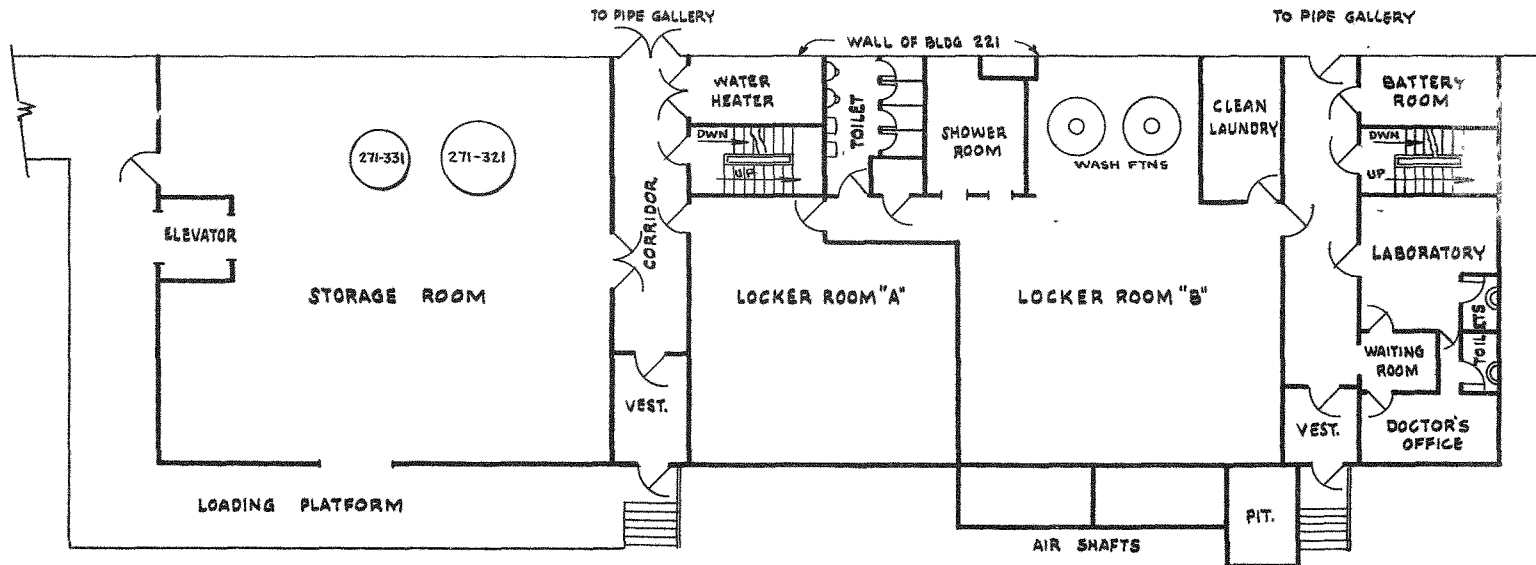 TO PIPE GALLERY
TO PIPE GALLERY
WALL OF BLDG 221
WATER
HEATER
TOILET
SHOWER
ROOM
WASH FTNS
CLEAN
LAUNDRY
BATTERY
ROOM
271-331
271-321
DWN
UP
DWN
UP
ELEVATOR
CORRIDOR
STORAGE ROOM
LOCKER ROOM "A"
LOCKER ROOM "B"
LABORATORY
TOILETS
WAITING
ROOM
VEST.
VEST.
DOCTOR'S
OFFICE
LOADING PLATFORM
PIT.
AIR SHAFTS